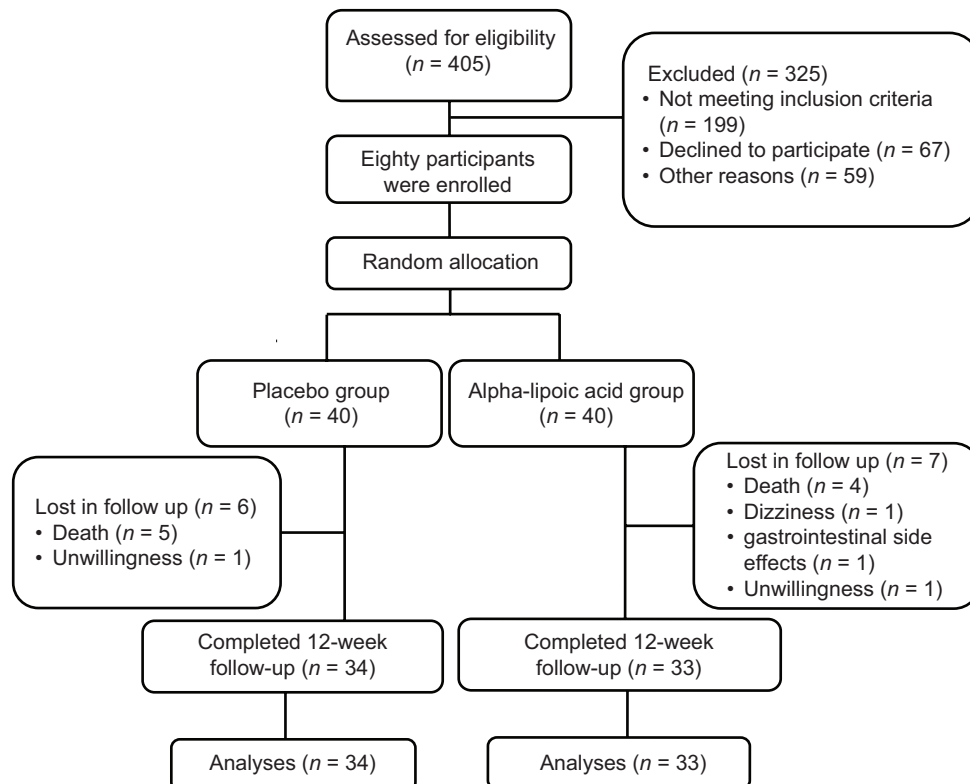 Assessed for eligibility
(n = 405)
Excluded (n = 325)
• Not meeting inclusion criteria
(n = 199)
• Declined to participate (n = 67)
• Other reasons (n = 59)
Eighty participants
were enrolled
Random allocation
Placebo group
(n = 40)
Alpha-lipoic acid group
(n = 40)
Lost in follow up (n = 6)
• Death (n = 5)
• Unwillingness (n = 1)
Lost in follow up (n = 7)
• Death (n = 4)
• Dizziness (n = 1)
• gastrointestinal side
effects (n = 1)
• Unwillingness (n = 1)
Completed 12-week
follow-up (n = 34)
Completed 12-week
follow-up (n = 33)
Analyses (n = 34)
Analyses (n = 33)